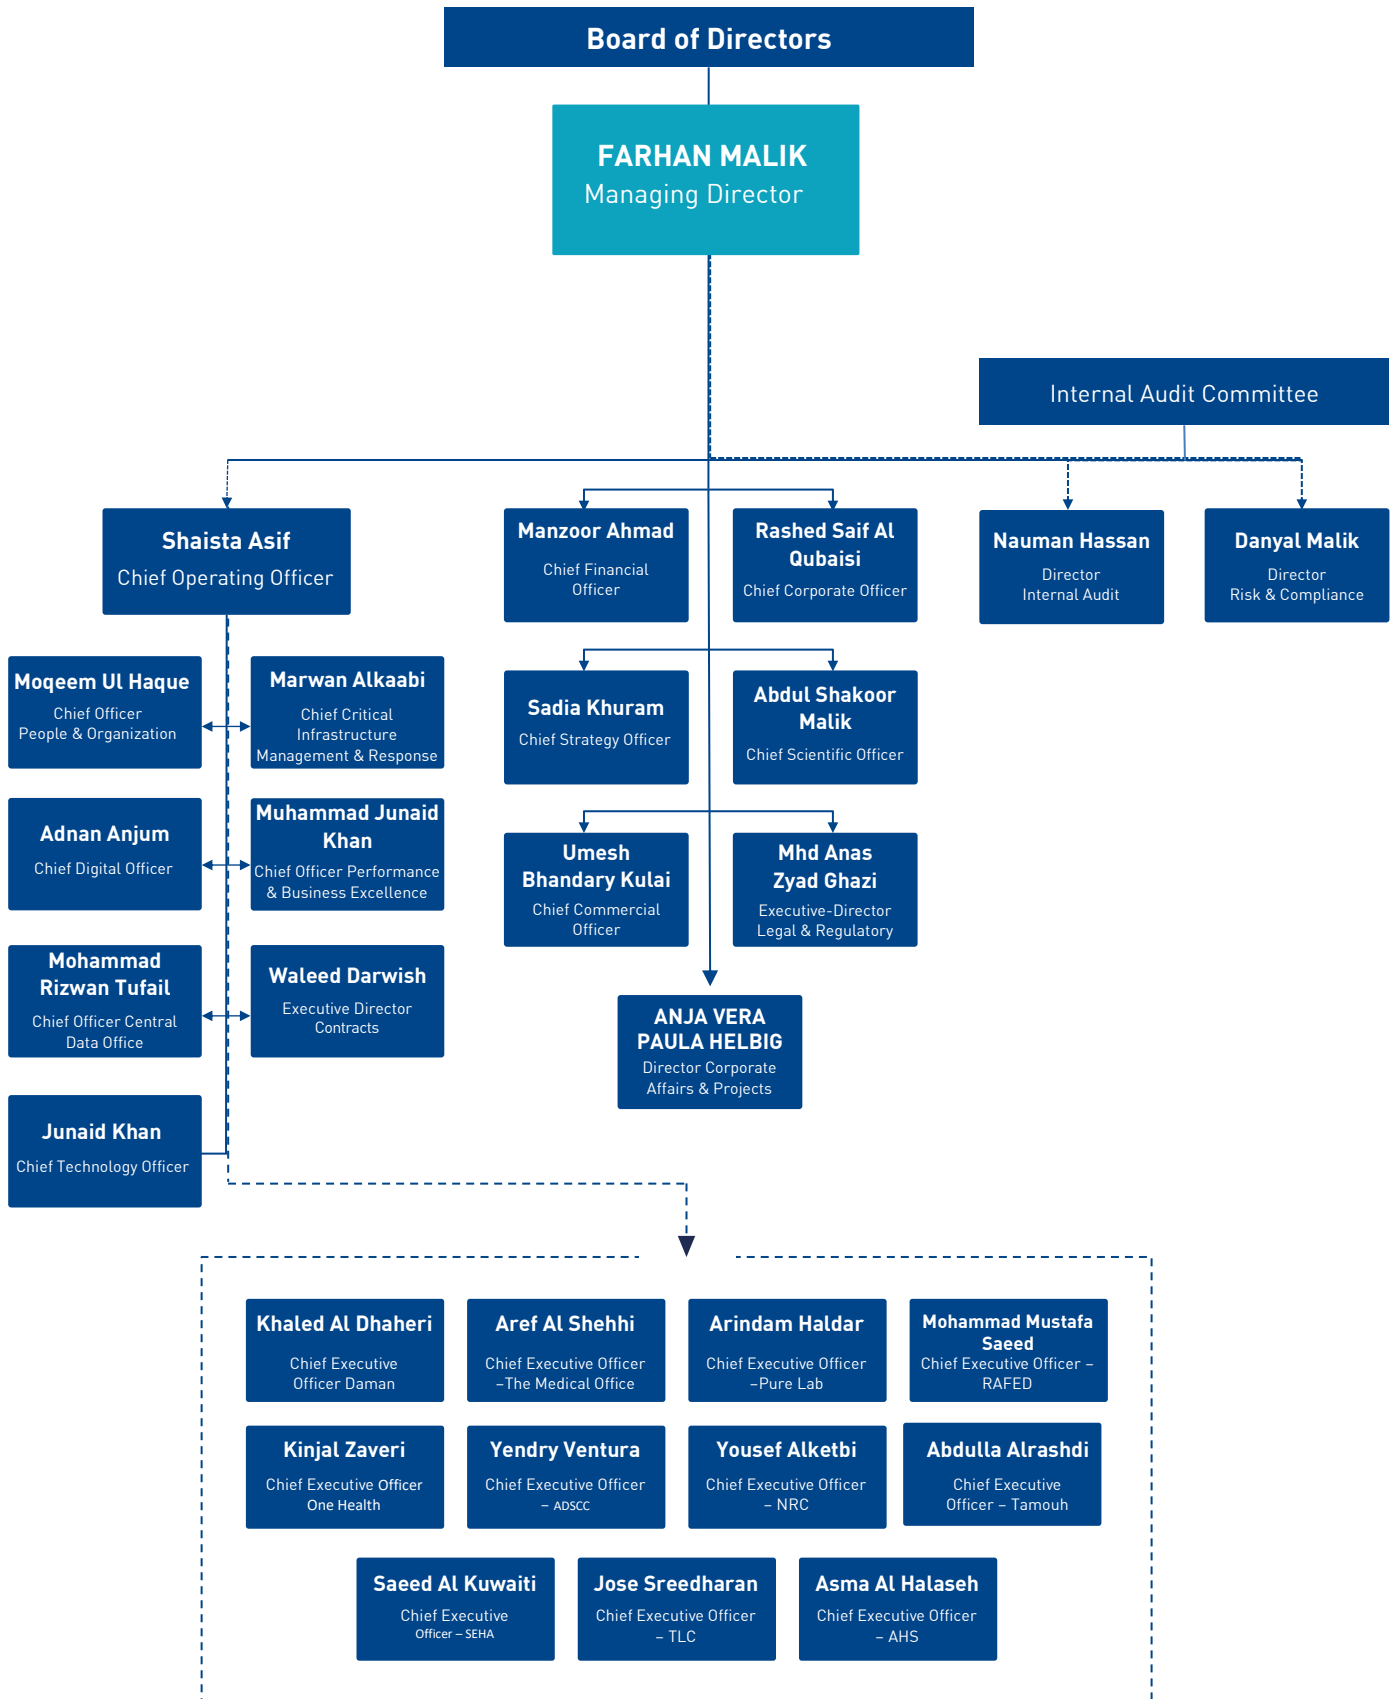 Board of Directors
FARHAN MALIK
Managing Director
Internal Audit Committee
Shaista Asif
Chief Operating Officer
Manzoor Ahmad
Chief Financial
Officer
Rashed Saif Al
Qubaisi
Chief Corporate Officer
Nauman Hassan
Director
Internal Audit
Danyal Malik
Director
Risk & Compliance
Moqeem Ul Haque
Chief Officer
People & Organization
Marwan Alkaabi
Chief Critical
Infrastructure
Management & Response
Sadia Khuram
Chief Strategy Officer
Abdul Shakoor
Malik
Chief Scientific Officer
Adnan Anjum
Chief Digital Officer
Muhammad Junaid
Khan
Chief Officer Performance
& Business Excellence
Umesh
Bhandary Kulai
Chief Commercial
Officer
Mhd Anas
Zyad Ghazi
Executive-Director
Legal & Regulatory
Mohammad
Rizwan Tufail
Chief Officer Central
Data Office
Waleed Darwish
Executive Director
Contracts
ANJA VERA
PAULA HELBIG
Director Corporate
Affairs & Projects
Junaid Khan
Chief Technology Officer
Khaled Al Dhaheri
Chief Executive
Officer Daman
Aref Al Shehhi
Chief Executive Officer
–The Medical Office
Arindam Haldar
Chief Executive Officer
–Pure Lab
Mohammad Mustafa
Saeed
Chief Executive Officer –
RAFED
Kinjal Zaveri
Chief Executive Officer
One Health
Yendry Ventura
Chief Executive Officer
– ADSCC
Yousef Alketbi
Chief Executive Officer
– NRC
Abdulla Alrashdi
Chief Executive
Officer – Tamouh
Saeed Al Kuwaiti
Chief Executive
Officer – SEHA
Jose Sreedharan
Chief Executive Officer
– TLC
Asma Al Halaseh
Chief Executive Officer
– AHS